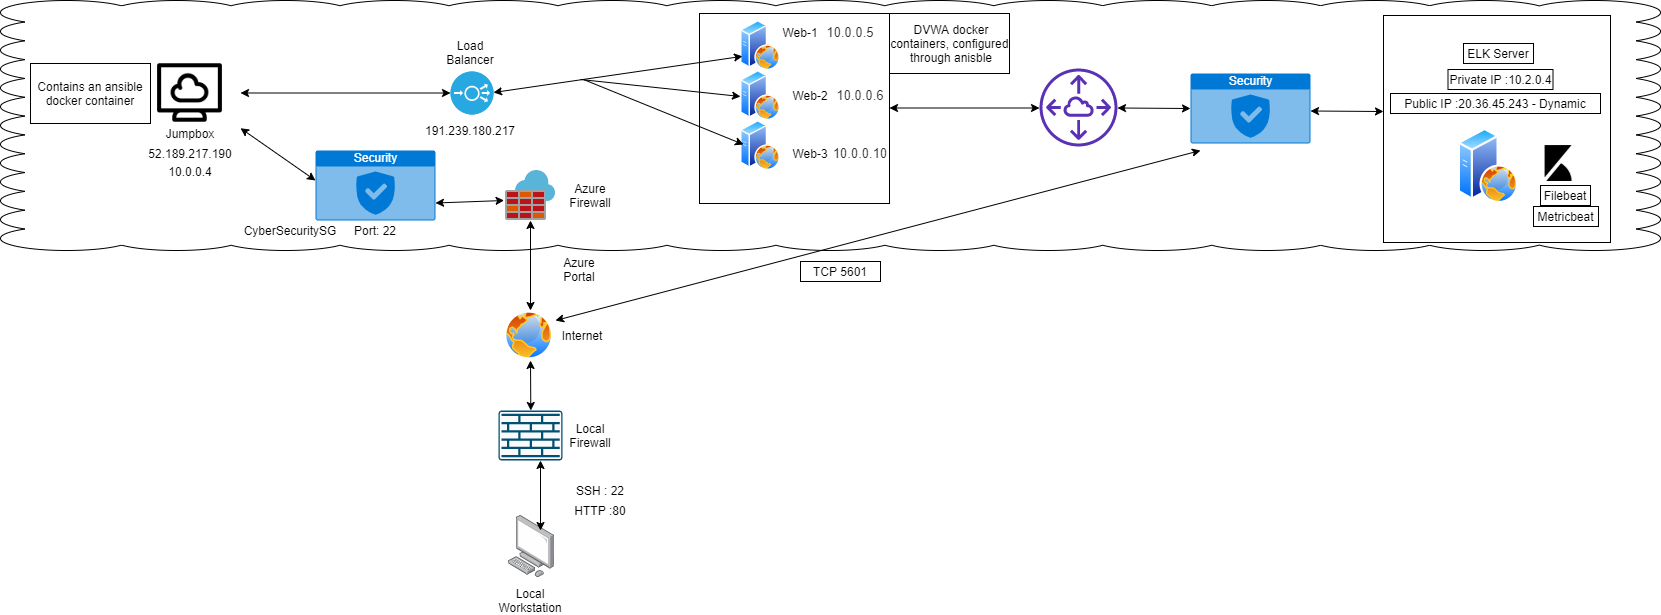 Contains an ansible
docker container
Jumpbox
52.189.217.190
10.0.0.4
Load
Balancer
191.239.180.217
Security
CyberSecuritySG
Port: 22
Azure
Firewall
Azure
Portal
Internet
Local
Firewall
SSH : 22
HTTP :80
Local
Workstation
Web-1 10.0.0.5
Web-2 10.0.0.6
Web-3 10.0.0.10
DVWA docker
containers, configured
through anisble
TCP 5601
Security
ELK Server
Private IP :10.2.0.4
Public IP :20.36.45.243 - Dynamic
Filebeat
Metricbeat